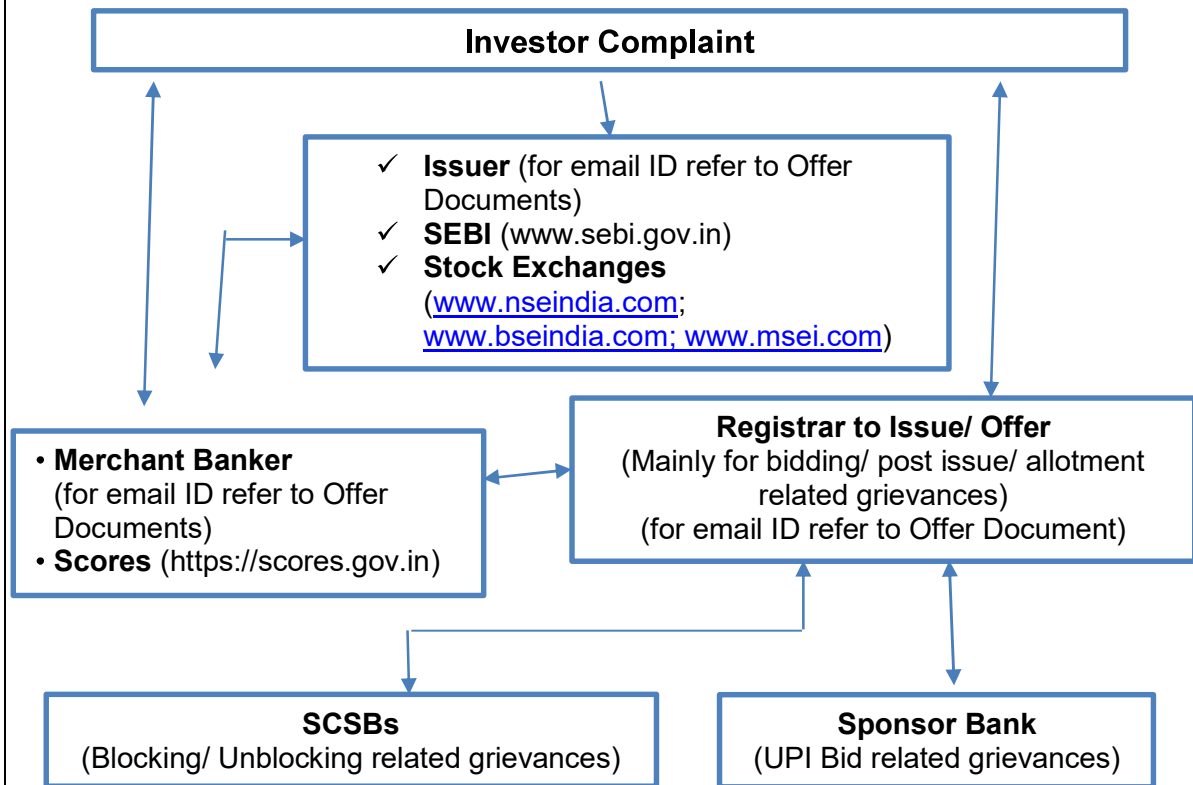 Investor Complaint
✓ Issuer (for email ID refer to Offer
Documents)
✓ SEBI (www.sebi.gov.in)
✓ Stock Exchanges
(www.nseindia.com;
www.bseindia.com; www.msei.com)
• Merchant Banker
(for email ID refer to Offer
Documents)
• Scores (https://scores.gov.in)
Registrar to Issue/ Offer
(Mainly for bidding/ post issue/ allotment
related grievances)
(for email ID refer to Offer Document)
SCSBs
(Blocking/ Unblocking related grievances)
Sponsor Bank
(UPI Bid related grievances)